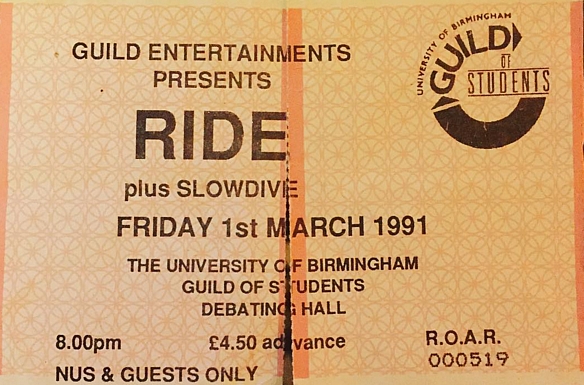 GUILD ENTERTAINMENTS
PRESENTS
UNIVERSITY OF BIRMINGHAM
GUILD
OF
STUDENTS
RIDE
plus SLOWDIVE
FRIDAY 1st MARCH 1991
THE UNIVERSITY OF BIRMINGHAM
GUILD OF STUDENTS
DEBATING HALL
8.00pm £4.50 advance R.O.A.R.
000519
NUS & GUESTS ONLY